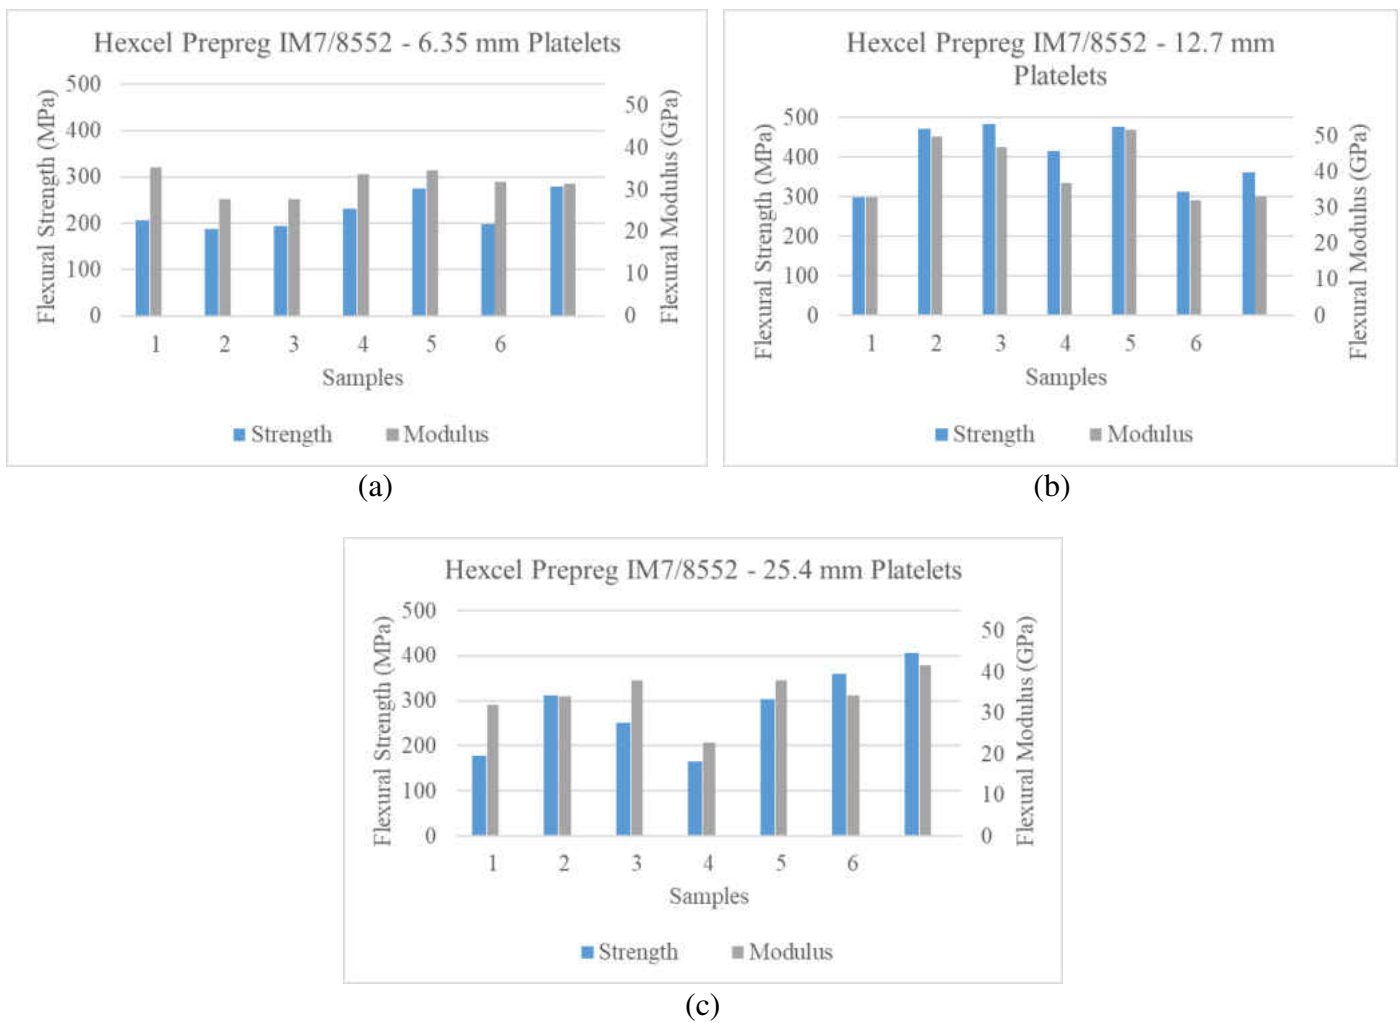 Hexcel Prepreg IM7/8552 - 6.35 mm Platelets
Flexural Strength (MPa)
500
400
300
200
100
0
50
40
30
20
10
0
Flexural Modulus (GPa)
1 2 3 4 5 6
Samples
Strength Modulus
(a)
Hexcel Prepreg IM7/8552 - 12.7 mm
Platelets
Flexural Strength (MPa)
500
400
300
200
100
0
50
40
30
20
10
0
Flexural Modulus (GPa)
1 2 3 4 5 6
Samples
Strength Modulus
(b)
Hexcel Prepreg IM7/8552 - 25.4 mm Platelets
Flexural Strength (MPa)
500
400
300
200
100
0
50
40
30
20
10
0
Flexural Modulus (GPa)
1 2 3 4 5 6
Samples
Strength Modulus
(c)